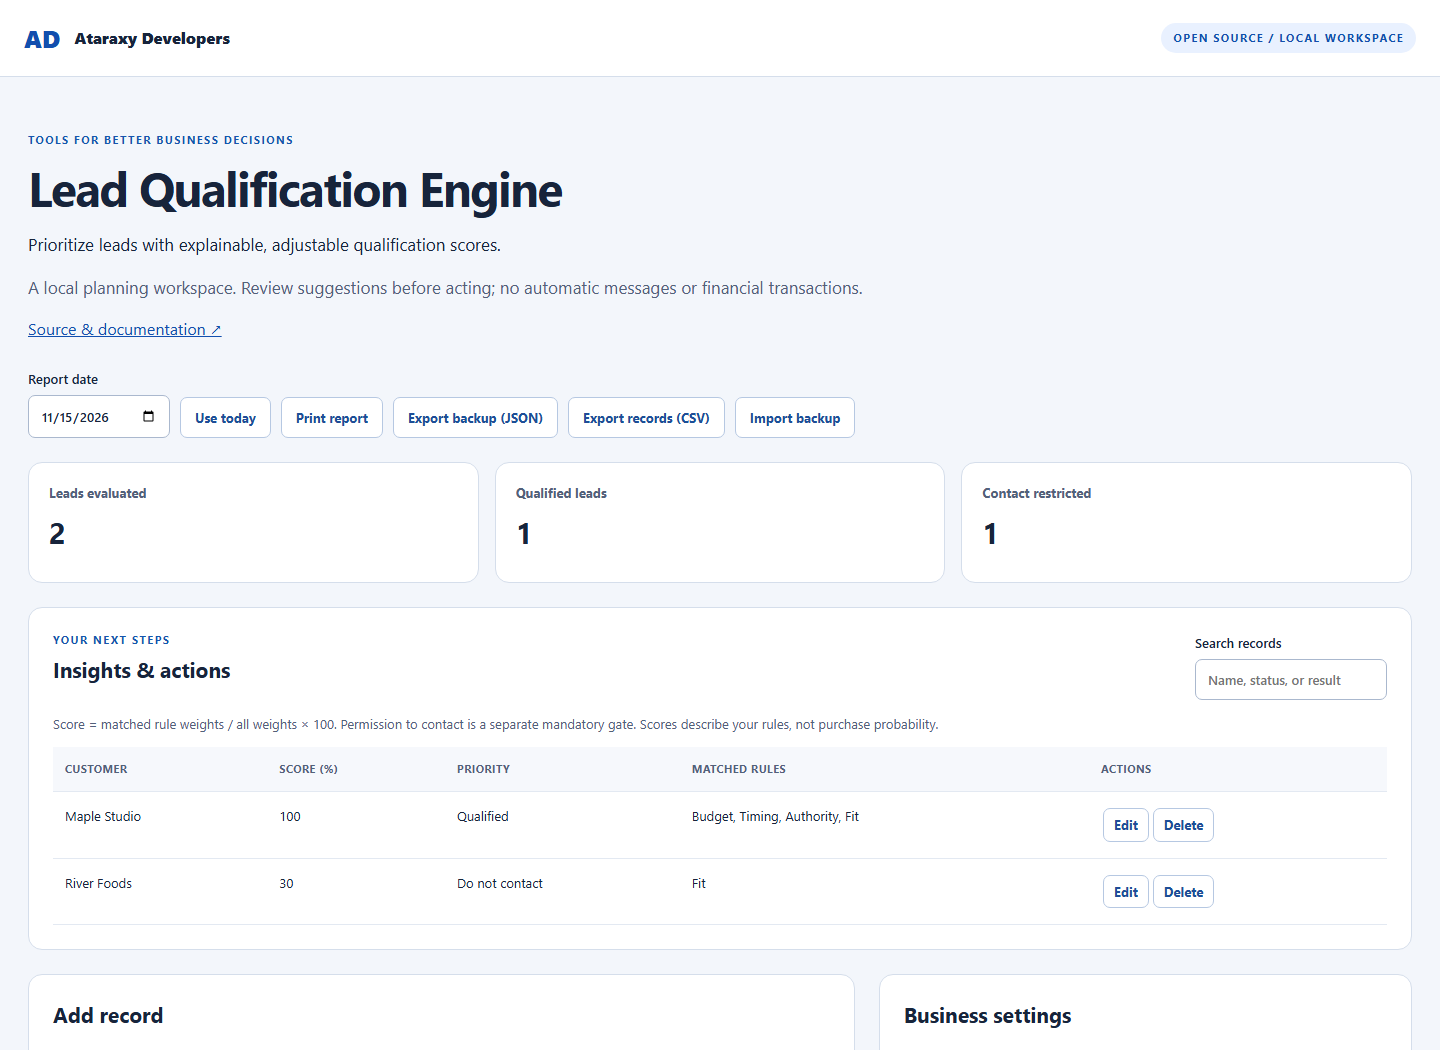 AD Ataraxy Developers
OPEN SOURCE / LOCAL WORKSPACE
TOOLS FOR BETTER BUSINESS DECISIONS
Lead Qualification Engine
Prioritize leads with explainable, adjustable qualification scores.
A local planning workspace. Review suggestions before acting; no automatic messages or financial transactions.
Source & documentation ↗
Report date
11/15/2026
Use today
Print report
Export backup (JSON)
Export records (CSV)
Import backup
Leads evaluated
2
Qualified leads
1
Contact restricted
1
YOUR NEXT STEPS
Insights & actions
Search records
Name, status, or result
Score = matched rule weights / all weights × 100. Permission to contact is a separate mandatory gate. Scores describe your rules, not purchase probability.
CUSTOMER SCORE (%) PRIORITY MATCHED RULES ACTIONS
Maple Studio 100 Qualified Budget, Timing, Authority, Fit Edit Delete
River Foods 30 Do not contact Fit Edit Delete
Add record
Business settings